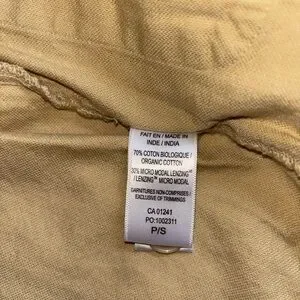 FAIT EN / MADE IN
INDE / INDIA
70% COTON BIOLOGIQUE /
ORGANIC COTTON
30% MICRO MODAL LENZING™
/ LENZING™ MICRO MODAL
GARNITURES NON-COMPRISES /
EXCLUSIVE OF TRIMMINGS
CA 01241
PO:1002311
P/S